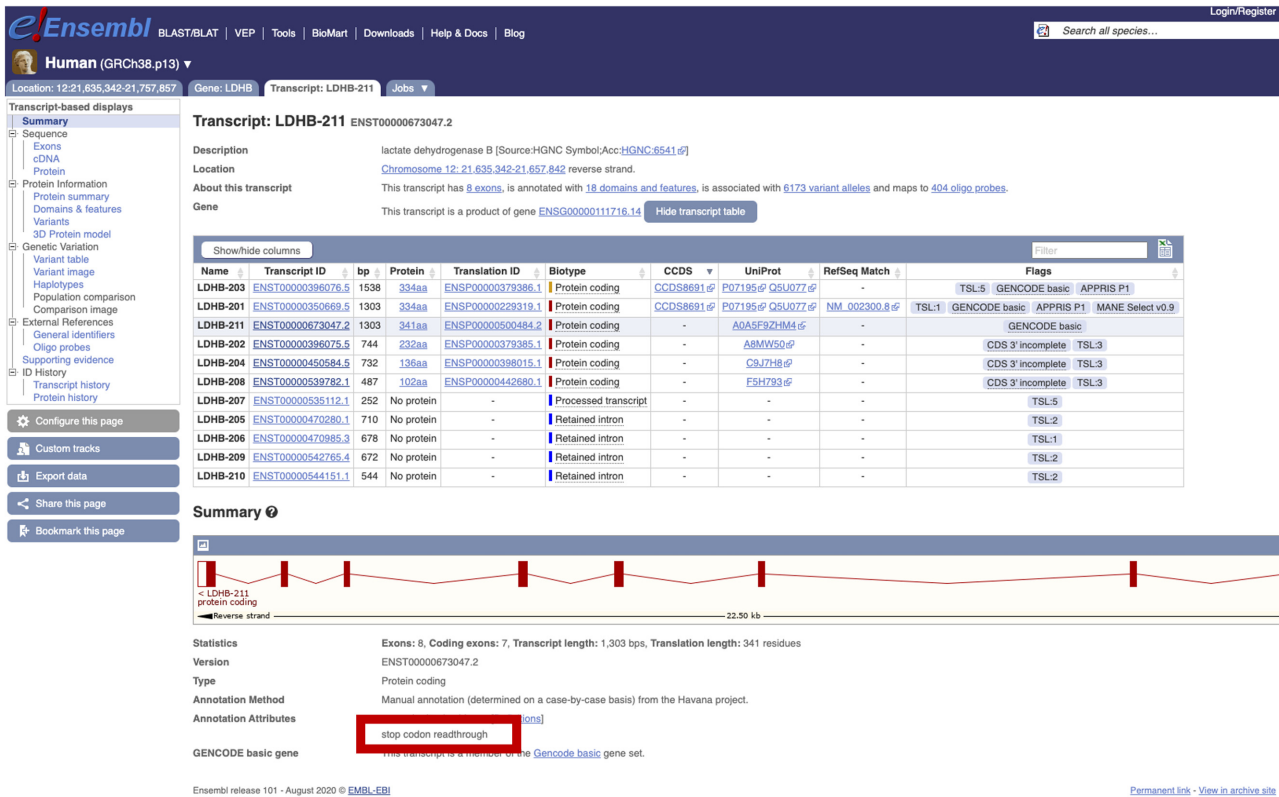 Login/Register
e!Ensembl BLAST/BLAT | VEP | Tools | BioMart | Downloads | Help & Docs | Blog
Search all species...
Human (GRCh38.p13) ▼
Location: 12:21,635,342-21,757,857 Gene: LDHB Transcript: LDHB-211 Jobs ▼
Transcript-based displays
Summary
Sequence
Exons
cDNA
Protein
Protein Information
Protein summary
Domains & features
Variants
3D Protein model
Genetic Variation
Variant table
Variant image
Haplotypes
Population comparison
Comparison image
External References
General identifiers
Oligo probes
Supporting evidence
ID History
Transcript history
Protein history
Configure this page
Custom tracks
Export data
Share this page
Bookmark this page
Transcript: LDHB-211 ENST00000673047.2
Description lactate dehydrogenase B [Source:HGNC Symbol;Acc:HGNC:6541]
Location Chromosome 12: 21,635,342-21,657,842 reverse strand.
About this transcript This transcript has 8 exons, is annotated with 18 domains and features, is associated with 6173 variant alleles and maps to 404 oligo probes.
Gene This transcript is a product of gene ENSG00000111716.14 Hide transcript table
Show/hide columns Filter
Name Transcript ID bp Protein Translation ID Biotype CCDS ▼ UniProt RefSeq Match Flags
LDHB-203 ENST00000396076.5 1538 334aa ENSP00000379386.1 Protein coding CCDS8691 P07195 Q5U077 - TSL:5 GENCODE basic APPRIS P1
LDHB-201 ENST00000350669.5 1303 334aa ENSP00000229319.1 Protein coding CCDS8691 P07195 Q5U077 NM_002300.8 TSL:1 GENCODE basic APPRIS P1 MANE Select v0.9
LDHB-211 ENST00000673047.2 1303 341aa ENSP00000500484.2 Protein coding - A0A5F9ZHM4 - GENCODE basic
LDHB-202 ENST00000396075.5 744 232aa ENSP00000379385.1 Protein coding - A8MW50 - CDS 3' incomplete TSL:3
LDHB-204 ENST00000450584.5 732 136aa ENSP00000398015.1 Protein coding - C9J7H8 - CDS 3' incomplete TSL:3
LDHB-208 ENST00000539782.1 487 102aa ENSP00000442680.1 Protein coding - F5H793 - CDS 3' incomplete TSL:3
LDHB-207 ENST00000535112.1 252 No protein - Processed transcript - - - TSL:5
LDHB-205 ENST00000470280.1 710 No protein - Retained intron - - - TSL:2
LDHB-206 ENST00000470985.3 678 No protein - Retained intron - - - TSL:1
LDHB-209 ENST00000542765.4 672 No protein - Retained intron - - - TSL:2
LDHB-210 ENST00000544151.1 544 No protein - Retained intron - - - TSL:2
Summary
< LDHB-211
protein coding
Reverse strand 22.50 kb
Statistics Exons: 8, Coding exons: 7, Transcript length: 1,303 bps, Translation length: 341 residues
Version ENST00000673047.2
Type Protein coding
Annotation Method Manual annotation (determined on a case-by-case basis) from the Havana project.
Annotation Attributes ions]
stop codon readthrough
GENCODE basic gene This transcript is a member of the Gencode basic gene set.
Ensembl release 101 - August 2020 © EMBL-EBI Permanent link - View in archive site